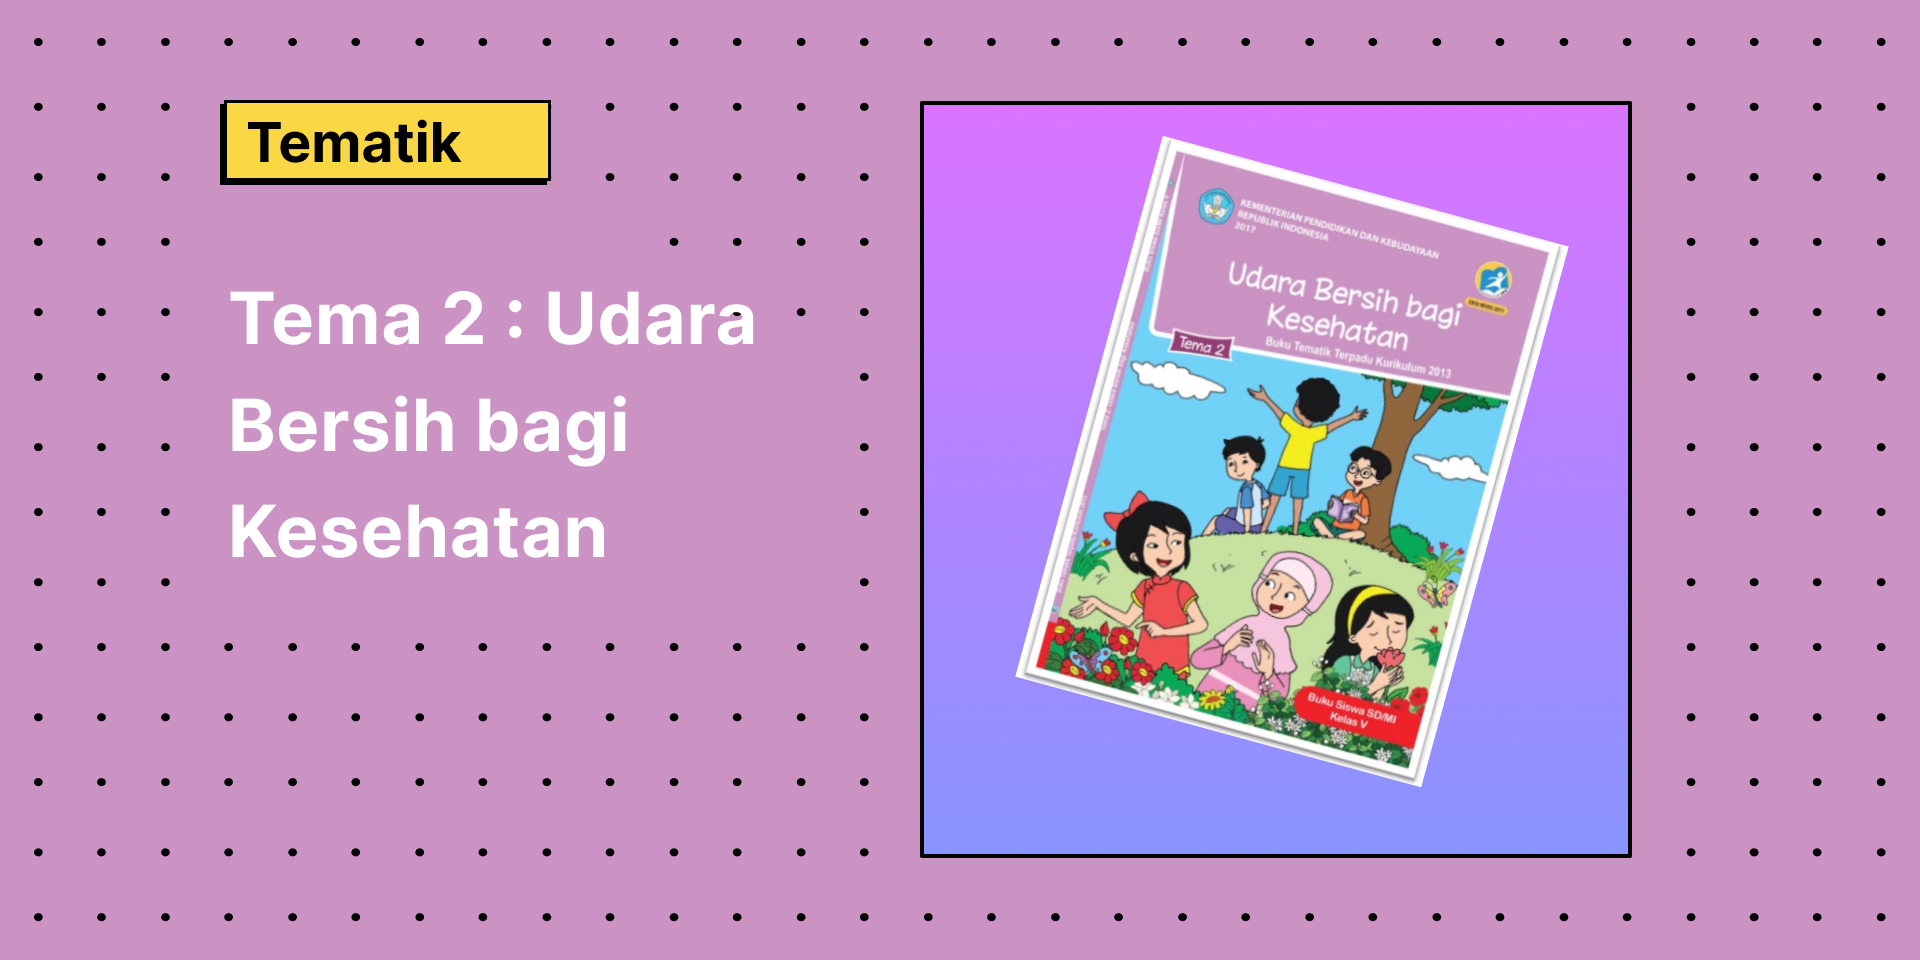 Tematik
Tema 2 : Udara
Bersih bagi
Kesehatan
KEMENTERIAN PENDIDIKAN DAN KEBUDAYAAN
REPUBLIK INDONESIA
2017
Udara Bersih bagi
Kesehatan
Buku Tematik Terpadu Kurikulum 2013
Tema 2
Buku Siswa SD/MI
Kelas V